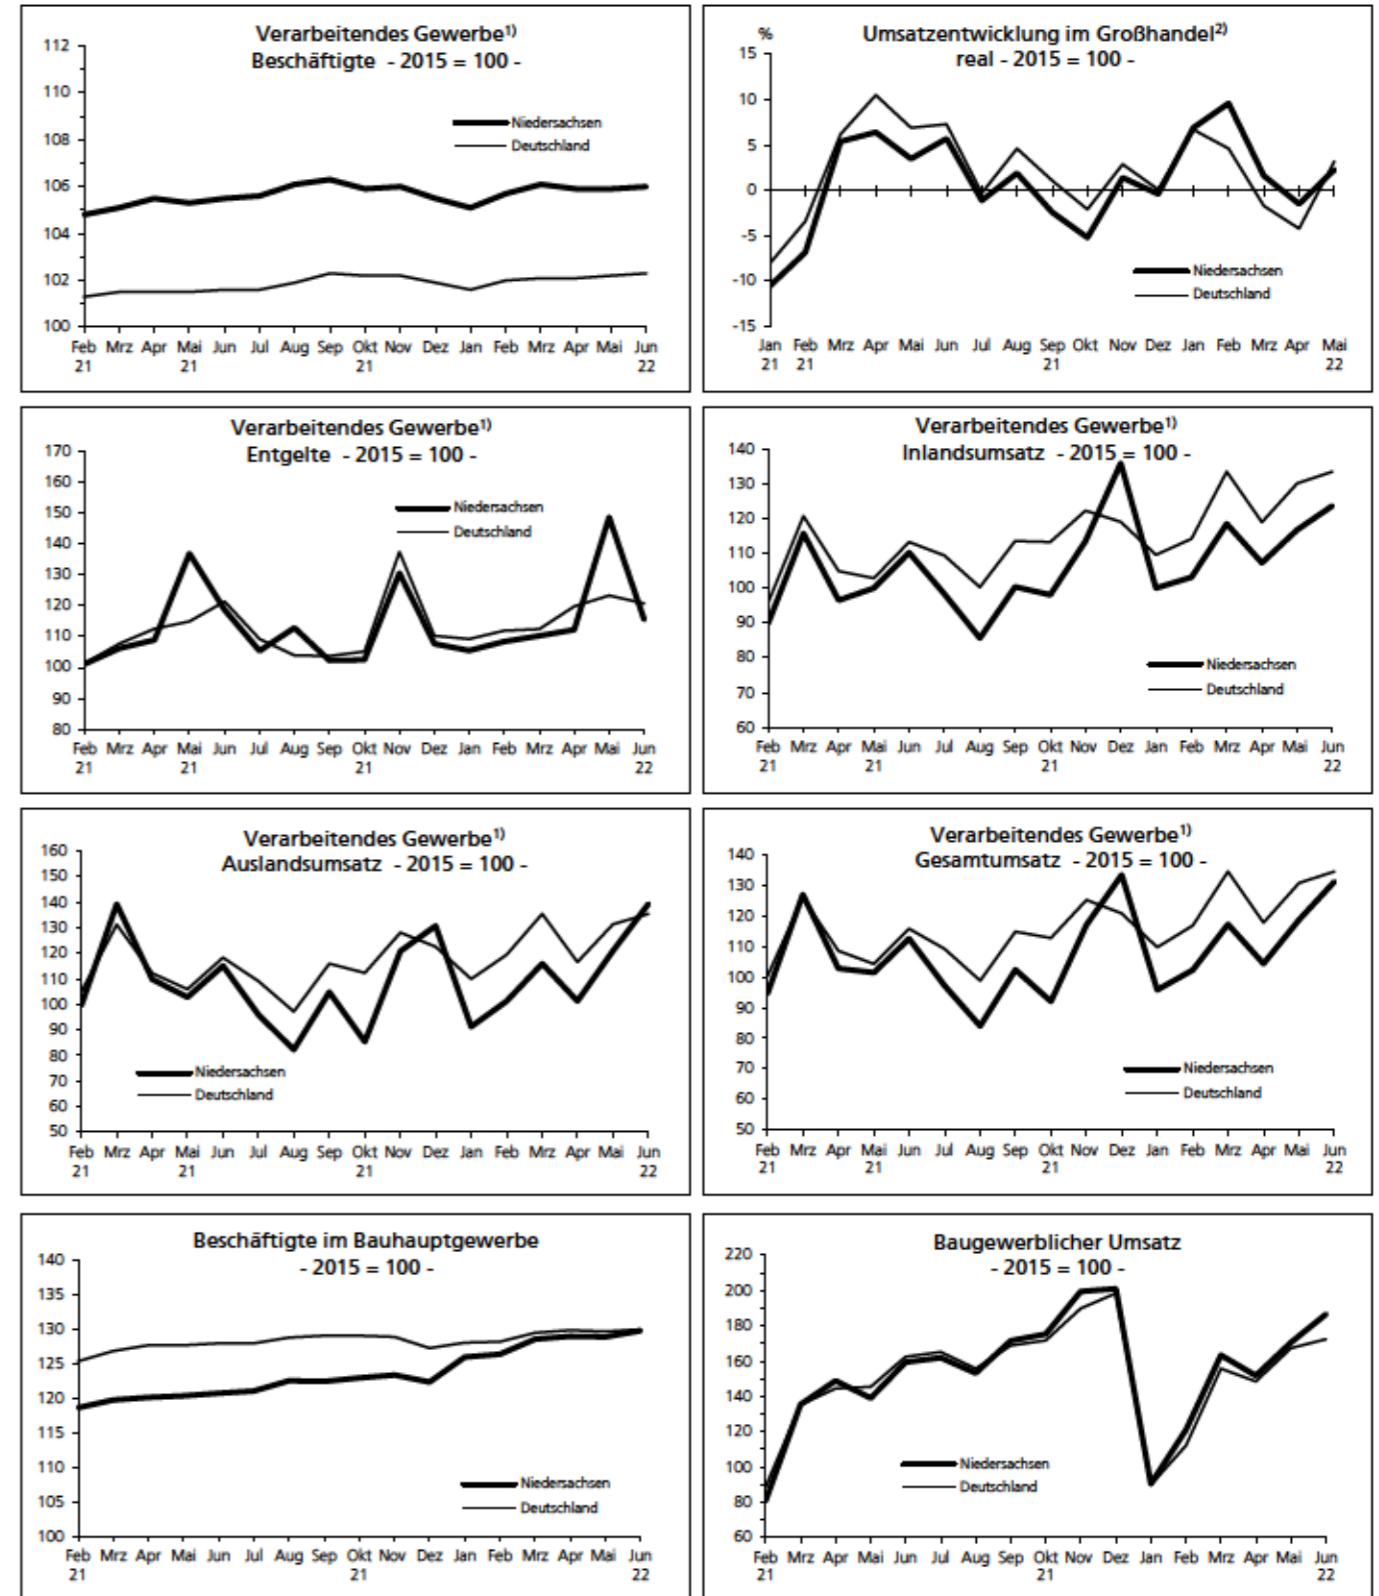 Verarbeitendes Gewerbe1)
Beschäftigte - 2015 = 100 -
112
110
108
106
104
102
100
Niedersachsen
Deutschland
Feb Mrz Apr Mai Jun Jul Aug Sep Okt Nov Dez Jan Feb Mrz Apr Mai Jun
21 21 21 22
Umsatzentwicklung im Großhandel2)
real - 2015 = 100 -
%
15
10
5
0
-5
-10
-15
Niedersachsen
Deutschland
Jan Feb Mrz Apr Mai Jun Jul Aug Sep Okt Nov Dez Jan Feb Mrz Apr Mai
21 21 21 22
Verarbeitendes Gewerbe1)
Entgelte - 2015 = 100 -
170
160
150
140
130
120
110
100
90
80
Niedersachsen
Deutschland
Feb Mrz Apr Mai Jun Jul Aug Sep Okt Nov Dez Jan Feb Mrz Apr Mai Jun
21 21 21 22
Verarbeitendes Gewerbe1)
Inlandsumsatz - 2015 = 100 -
140
130
120
110
100
90
80
70
60
Niedersachsen
Deutschland
Feb Mrz Apr Mai Jun Jul Aug Sep Okt Nov Dez Jan Feb Mrz Apr Mai Jun
21 21 21 22
Verarbeitendes Gewerbe1)
Auslandsumsatz - 2015 = 100 -
160
150
140
130
120
110
100
90
80
70
60
50
Niedersachsen
Deutschland
Feb Mrz Apr Mai Jun Jul Aug Sep Okt Nov Dez Jan Feb Mrz Apr Mai Jun
21 21 21 22
Verarbeitendes Gewerbe1)
Gesamtumsatz - 2015 = 100 -
140
130
120
110
100
90
80
70
60
50
Niedersachsen
Deutschland
Feb Mrz Apr Mai Jun Jul Aug Sep Okt Nov Dez Jan Feb Mrz Apr Mai Jun
21 21 21 22
Beschäftigte im Bauhauptgewerbe
- 2015 = 100 -
140
135
130
125
120
115
110
105
100
Niedersachsen
Deutschland
Feb Mrz Apr Mai Jun Jul Aug Sep Okt Nov Dez Jan Feb Mrz Apr Mai Jun
21 21 22
Baugewerblicher Umsatz
- 2015 = 100 -
220
200
180
160
140
120
100
80
60
Niedersachsen
Deutschland
Feb Mrz Apr Mai Jun Jul Aug Sep Okt Nov Dez Jan Feb Mrz Apr Mai Jun
21 21 22